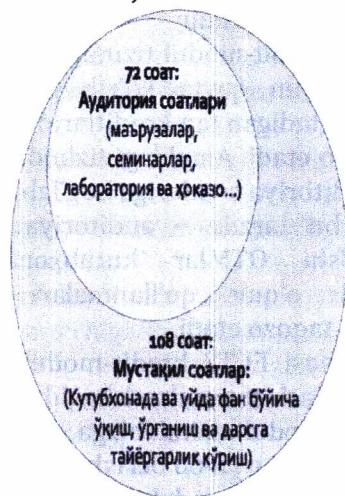 72 соат:
Аудитория соатлари
(маърузалар,
семинарлар,
лаборатория ва ҳоказо...)
108 соат:
Мустақил соатлар:
(Кутубхонада ва уйда фан бўйича
ўқиш, ўрганиш ва дарсга
тайёргарлик кўриш)